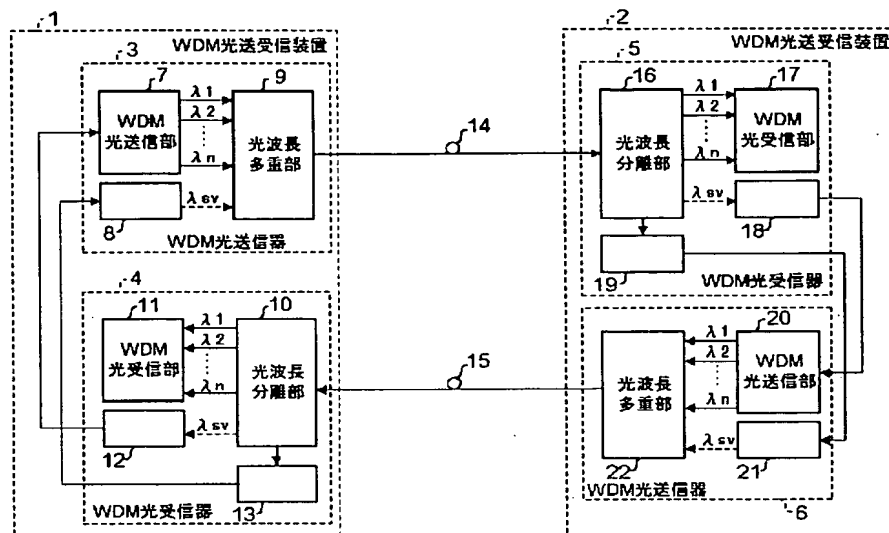 1
WDM光送受信装置
3
7
WDM
光送信部
λ1
λ2
λn
9
光波長
多重部
8
λsv
WDM光送信器
4
11
WDM
光受信部
λ1
λ2
λn
10
光波長
分離部
12
λsv
13
WDM光受信器
14
15
2
WDM光送受信装置
5
16
光波長
分離部
λ1
λ2
λn
17
WDM
光受信部
λsv
18
19
WDM光受信器
20
WDM
光送信部
λ1
λ2
λn
光波長
多重部
22
λsv
21
WDM光送信器
6